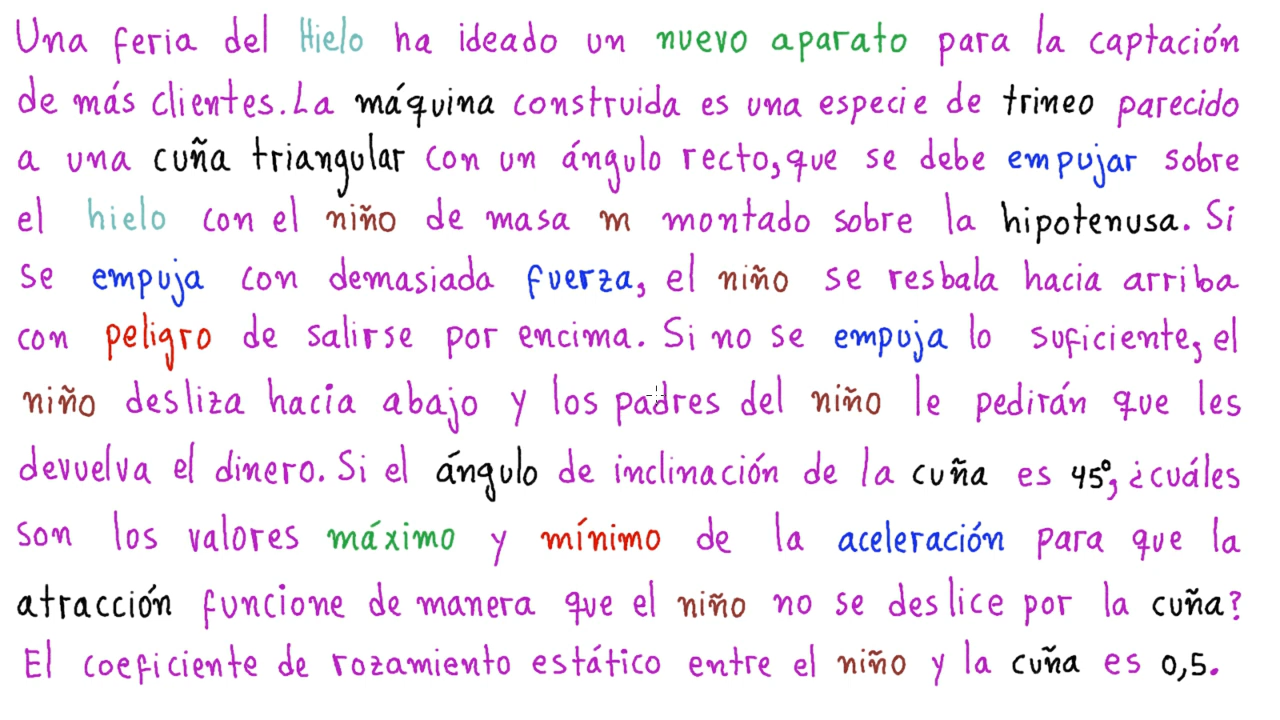 Una feria del Hielo ha ideado un nuevo aparato para la captación
de más clientes. La máquina construida es una especie de trineo parecido
a una cuña triangular con un ángulo recto, que se debe empujar sobre
el hielo con el niño de masa m montado sobre la hipotenusa. Si
se empuja con demasiada fuerza, el niño se resbala hacia arriba
con peligro de salirse por encima. Si no se empuja lo suficiente, el
niño desliza hacia abajo y los padres del niño le pedirán que les
devuelva el dinero. Si el ángulo de inclinación de la cuña es 45º, ¿cuáles
son los valores máximo y mínimo de la aceleración para que la
atracción funcione de manera que el niño no se deslice por la cuña?
El coeficiente de rozamiento estático entre el niño y la cuña es 0,5.